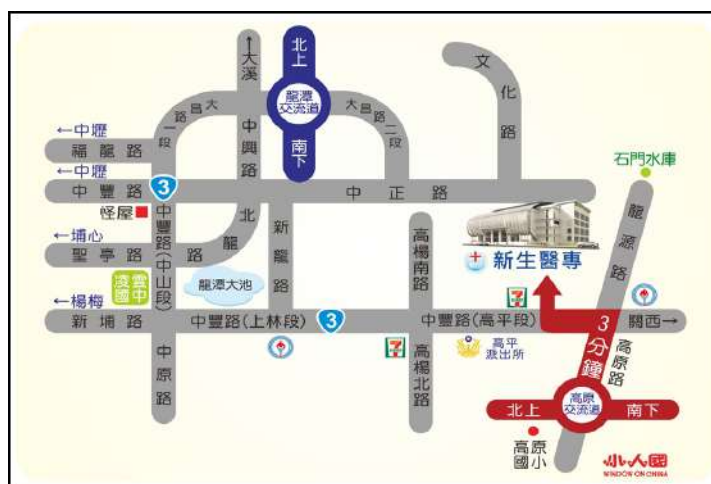 北上
龍潭
交流道
南下
←大溪
中興路
大昌路一段
大昌路二段
文化路
←中壢
福龍路
←中壢
中豐路
3
中正路
石門水庫
怪屋
中豐路(中山段)
北龍路
新龍路
高楊南路
龍源路
←埔心
聖亭路
新生醫專
凌雲
國中
龍潭大池
←楊梅
新埔路
中豐路(上林段)
3
中豐路(高平段)
7
關西→
7
高平
派出所
3分鐘
高原路
中原路
高楊北路
北上
高原
交流道
南下
高原
國小
小人國
WINDOW ON CHINA